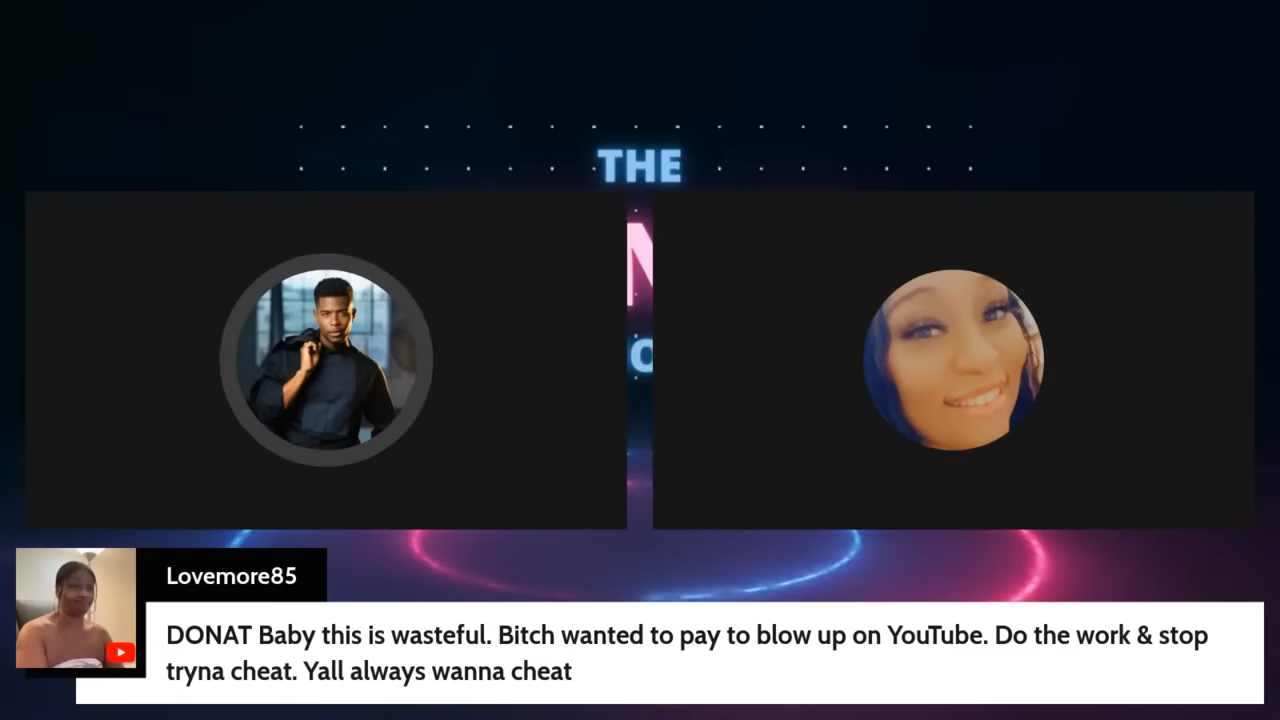 THE
N
O
Lovemore85
DONAT Baby this is wasteful. Bitch wanted to pay to blow up on YouTube. Do the work & stop
tryna cheat. Yall always wanna cheat